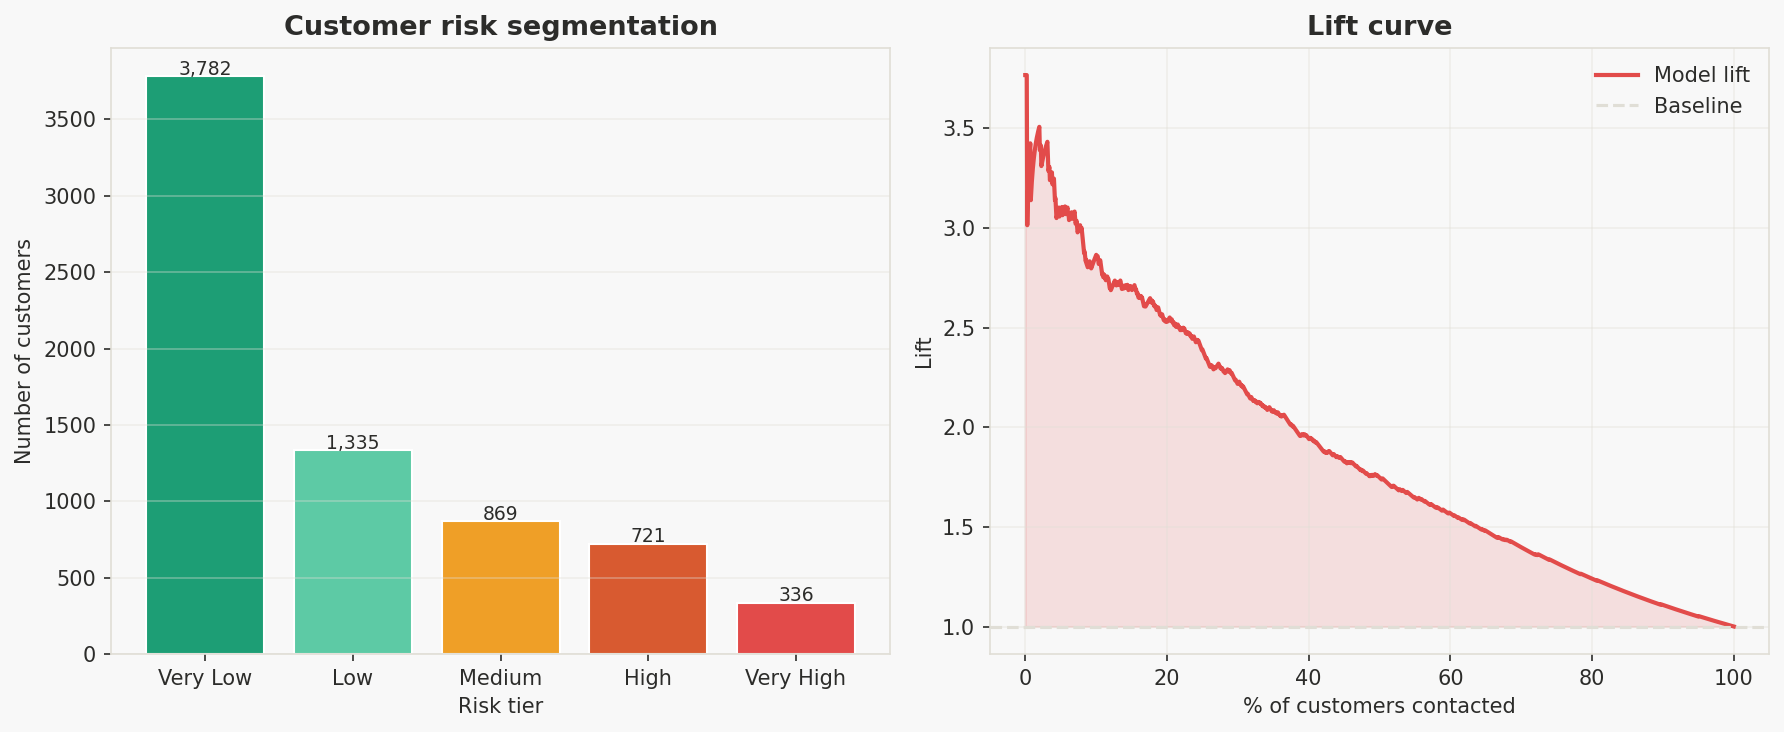 Customer risk segmentation
Number of customers
3500
3000
2500
2000
1500
1000
500
0
3,782
1,335
869
721
336
Very Low
Low
Medium
High
Very High
Risk tier
Lift curve
Model lift
Baseline
Lift
3.5
3.0
2.5
2.0
1.5
1.0
0
20
40
60
80
100
% of customers contacted